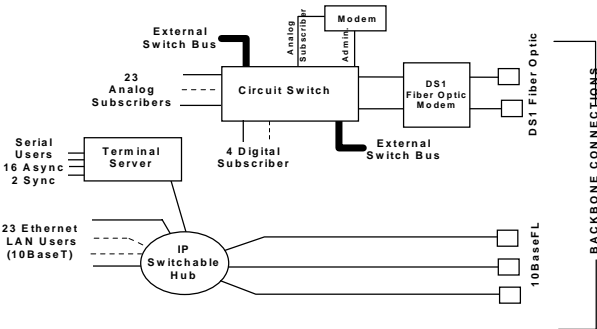 External
Switch Bus
Analog
Subscriber
Modem
Admin.
23
Analog
Subscribers
Circuit Switch
DS1
Fiber Optic
Modem
DS1 Fiber Optic
4 Digital
Subscriber
External
Switch Bus
Serial
Users
16 Async
2 Sync
Terminal
Server
23 Ethernet
LAN Users
(10BaseT)
IP
Switchable
Hub
10BaseFL
BACKBONE CONNECTIONS